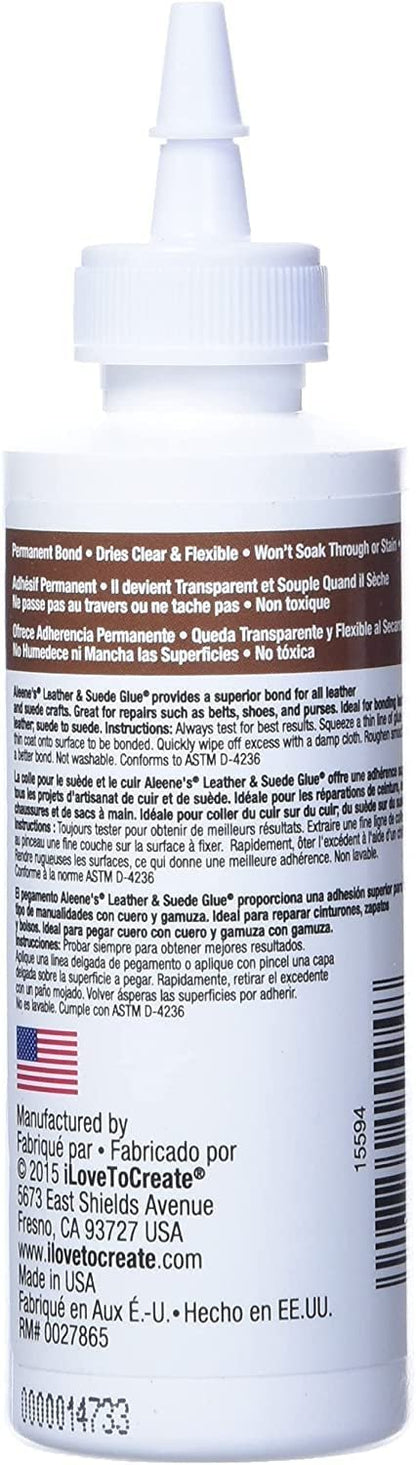 Permanent Bond • Dries Clear & Flexible • Won't Soak Through or Stain •
Adhésif Permanent • Il devient Transparent et Souple Quand il Sèche
Ne passe pas au travers ou ne tache pas • Non toxique
Ofrece Adherencia Permanente • Queda Transparente y Flexible al
No Humedece ni Mancha las Superficies • No tóxica
Aleene's® Leather & Suede Glue® provides a superior bond for all leather
and suede crafts. Great for repairs such as belts, shoes, and purses. Ideal for bonding
leather, suede to suede. Instructions: Always test for best results. Squeeze a thin line of glue
thin coat onto surface to be bonded. Quickly wipe off excess with a damp cloth. Roughen
a better bond. Not washable. Conforms to ASTM D-4236
La colle pour le suède et le cuir Aleene's® Leather & Suede Glue® offre une adhérence
tous les projets d'artisanat de cuir et de suède. Idéale pour les réparations de ceinture,
chaussures et de sacs à main. Idéale pour coller du cuir sur du cuir, du suède sur du
Instructions : Toujours tester pour obtenir de meilleurs résultats. Extraire une fine ligne de
au pinceau une fine couche sur la surface à fixer. Rapidement, ôter l'excédent à l'aide d'un
Rendre rugueuses les surfaces, ce qui donne une meilleure adhérence. Non lavable.
Conforme à la norme ASTM D-4236
El pegamento Aleene's® Leather & Suede Glue® proporciona una adhesión superior para
tipo de manualidades con cuero y gamuza. Ideal para reparar cinturones, zapatos
y bolsos. Ideal para pegar cuero con cuero y gamuza con gamuza.
Instrucciones: Probar siempre para obtener mejores resultados.
Aplique una línea delgada de pegamento o aplique con pincel una capa
delgada sobre la superficie a pegar. Rapidamente, retirar el excedente
con un paño mojado. Volver ásperas las superficies por adherir.
No es lavable. Cumple con ASTM D-4236
Manufactured by
Fabriqué par • Fabricado por
© 2015 iLoveToCreate®
5673 East Shields Avenue
Fresno, CA 93727 USA
www.ilovetocreate.com
Made in USA
Fabriqué en Aux É.-U. • Hecho en EE.UU.
RM# 0027865
15594
0000014733